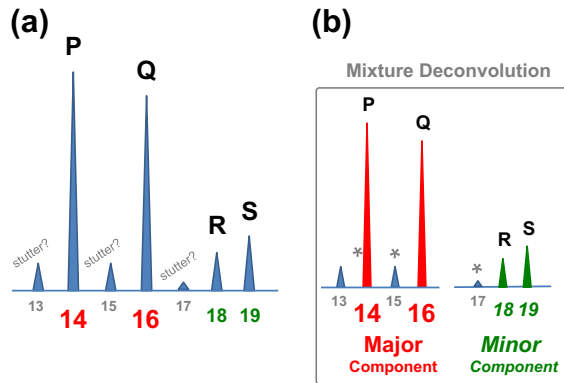 (a)
P
Q
R
S
stutter?
stutter?
stutter?
13
14
15
16
17
18
19
(b)
Mixture Deconvolution
P
Q
R
S
*
*
*
13
14
15
16
17
18
19
Major
Component
Minor
Component